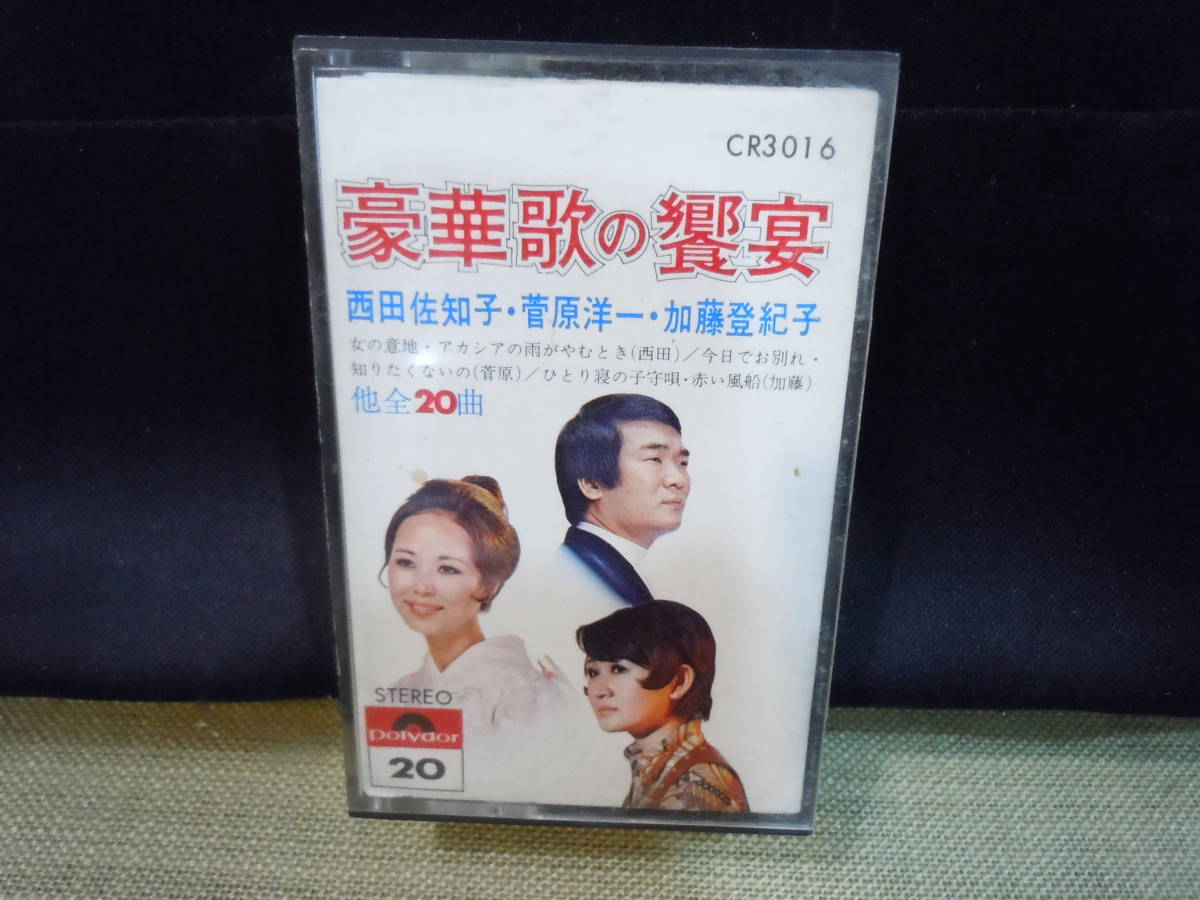 CR3016
豪華歌の饗宴
西田佐知子・菅原洋一・加藤登紀子
女の意地・アカシアの雨がやむとき(西田)／今日でお別れ・
知りたくないの(菅原)／ひとり寝の子守唄・赤い風船(加藤)
他全20曲
STEREO
polydor
20